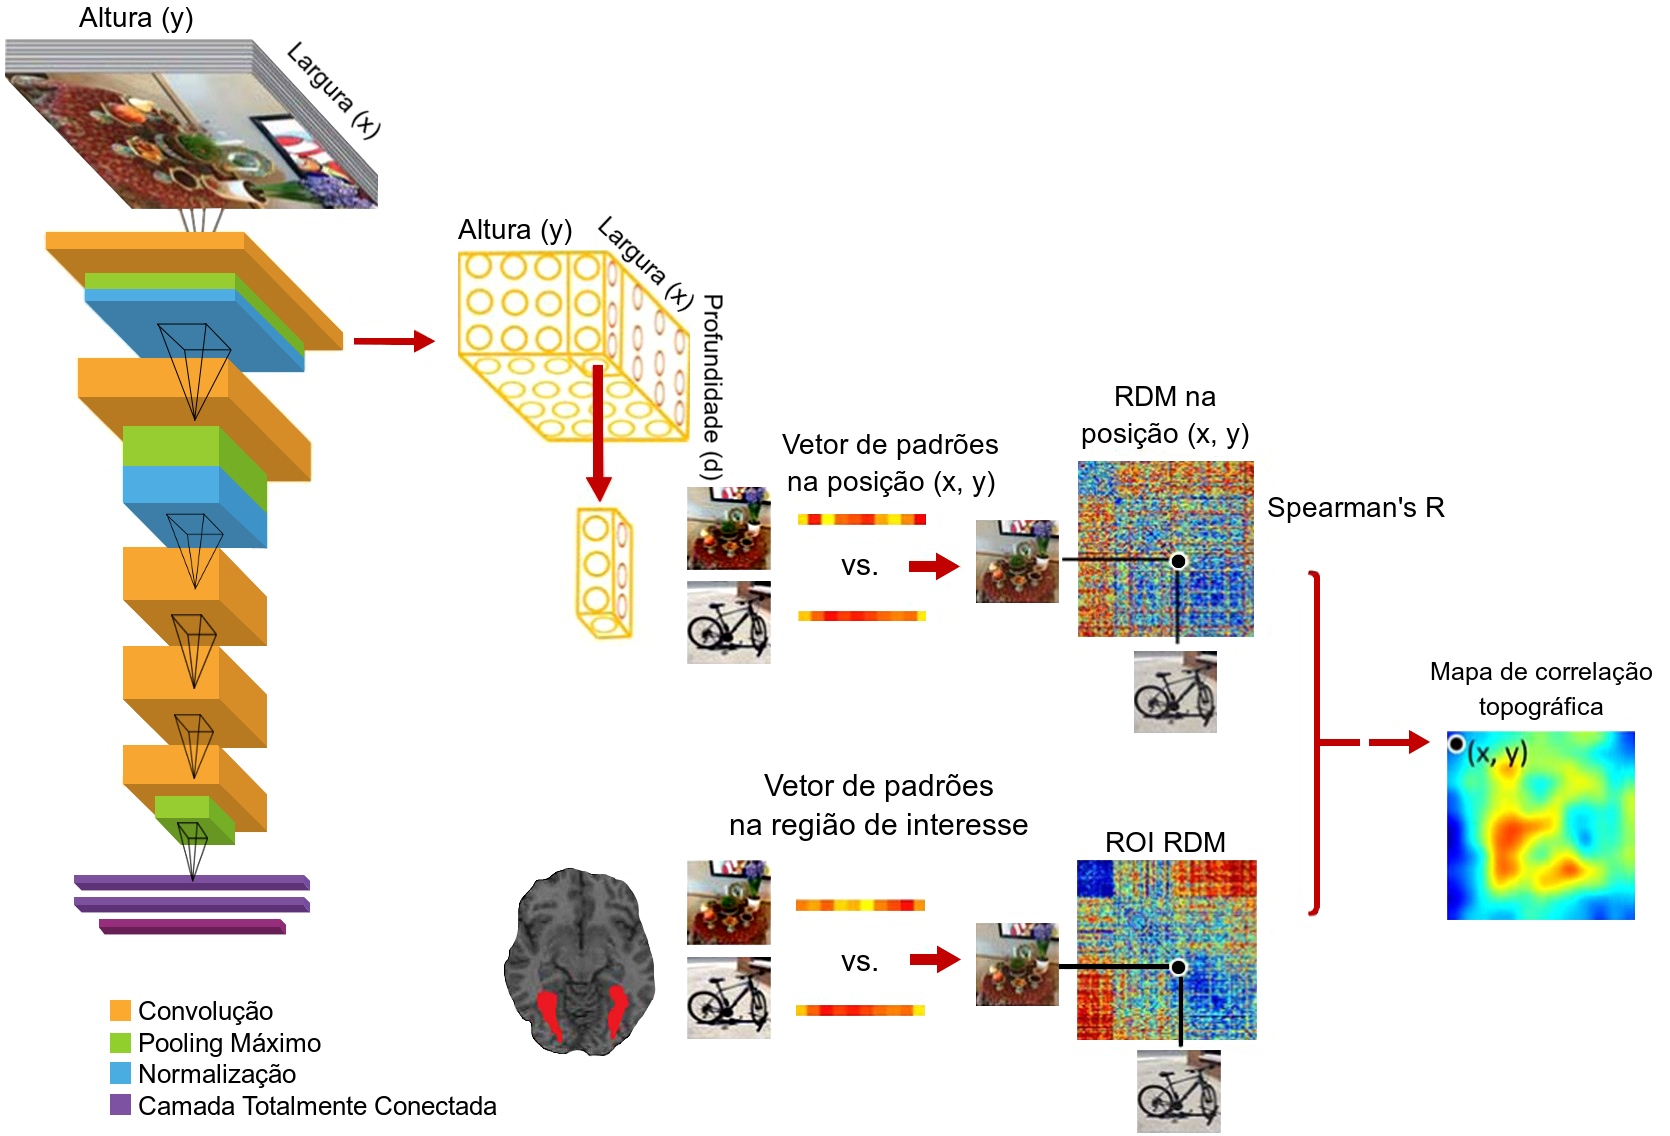 Altura (y)
Largura (x)
Altura (y)
Largura (x)
Profundidade (d)
Vetor de padrões
na posição (x, y)
vs.
RDM na
posição (x, y)
Spearman's R
Mapa de correlação
topográfica
(x, y)
Vetor de padrões
na região de interesse
vs.
ROI RDM
Convolução
Pooling Máximo
Normalização
Camada Totalmente Conectada